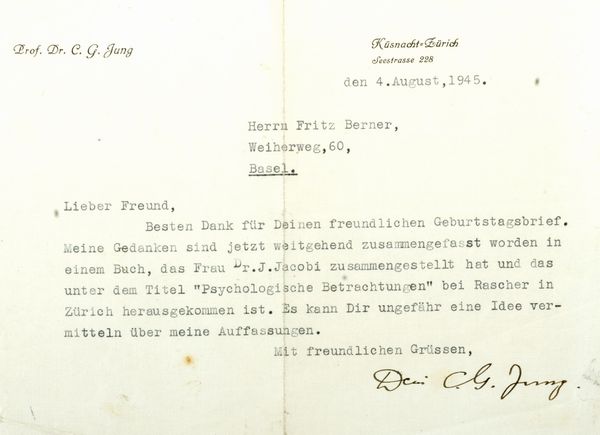 Prof. Dr. C. G. Jung
Küsnacht-Zürich
Seestrasse 228
den 4.August,1945.
Herrn Fritz Berner,
Weiherweg,60,
Basel.
Lieber Freund,
Besten Dank für Deinen freundlichen Geburtstagsbrief.
Meine Gedanken sind jetzt weitgehend zusammengefasst worden in
einem Buch, das Frau Dr.J.Jacobi zusammengestellt hat und das
unter dem Titel "Psychologische Betrachtungen" bei Rascher in
Zürich herausgekommen ist. Es kann Dir ungefähr eine Idee ver-
mitteln über meine Auffassungen.
Mit freundlichen Grüssen,
Dein C. G. Jung.